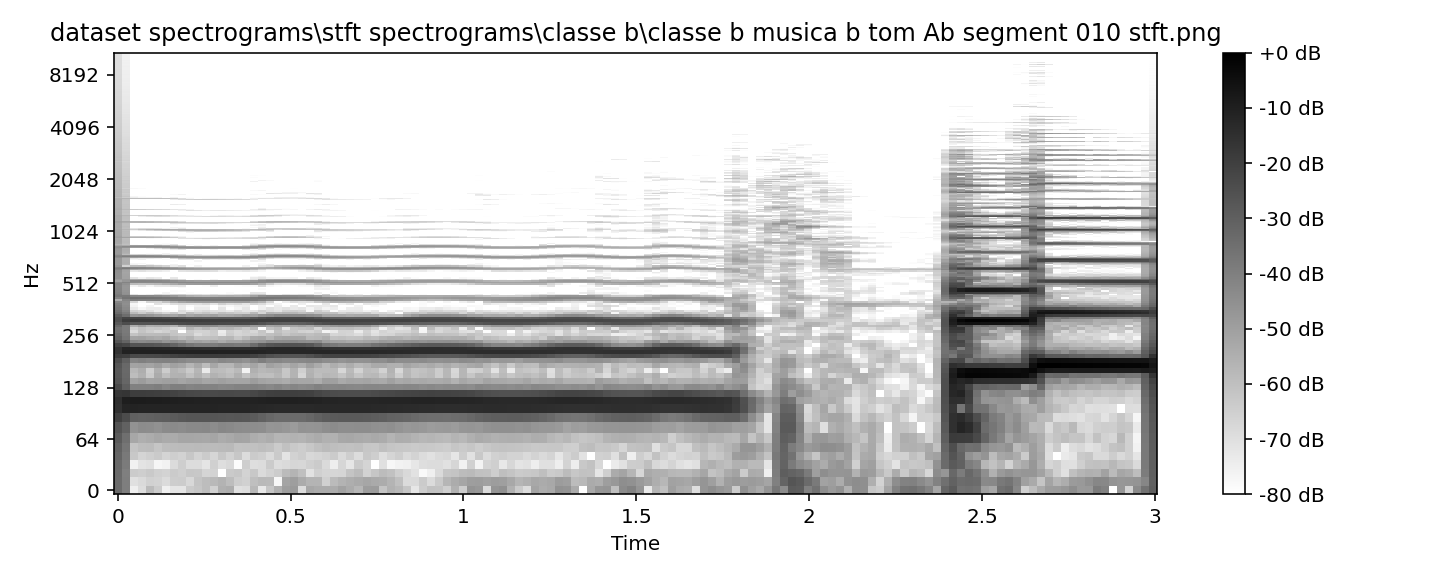 dataset spectrograms\stft spectrograms\classe b\classe b musica b tom Ab segment 010 stft.png
Hz
8192
4096
2048
1024
512
256
128
64
0
0
0.5
1
1.5
2
2.5
3
Time
+0 dB
-10 dB
-20 dB
-30 dB
-40 dB
-50 dB
-60 dB
-70 dB
-80 dB